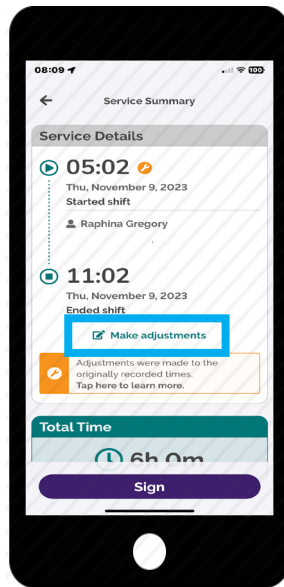 08:09
100
Service Summary
Service Details
05:02
Thu, November 9, 2023
Started shift
Raphina Gregory
11:02
Thu, November 9, 2023
Ended shift
Make adjustments
Adjustments were made to the
originally recorded times.
Tap here to learn more.
Total Time
6h 0m
Sign